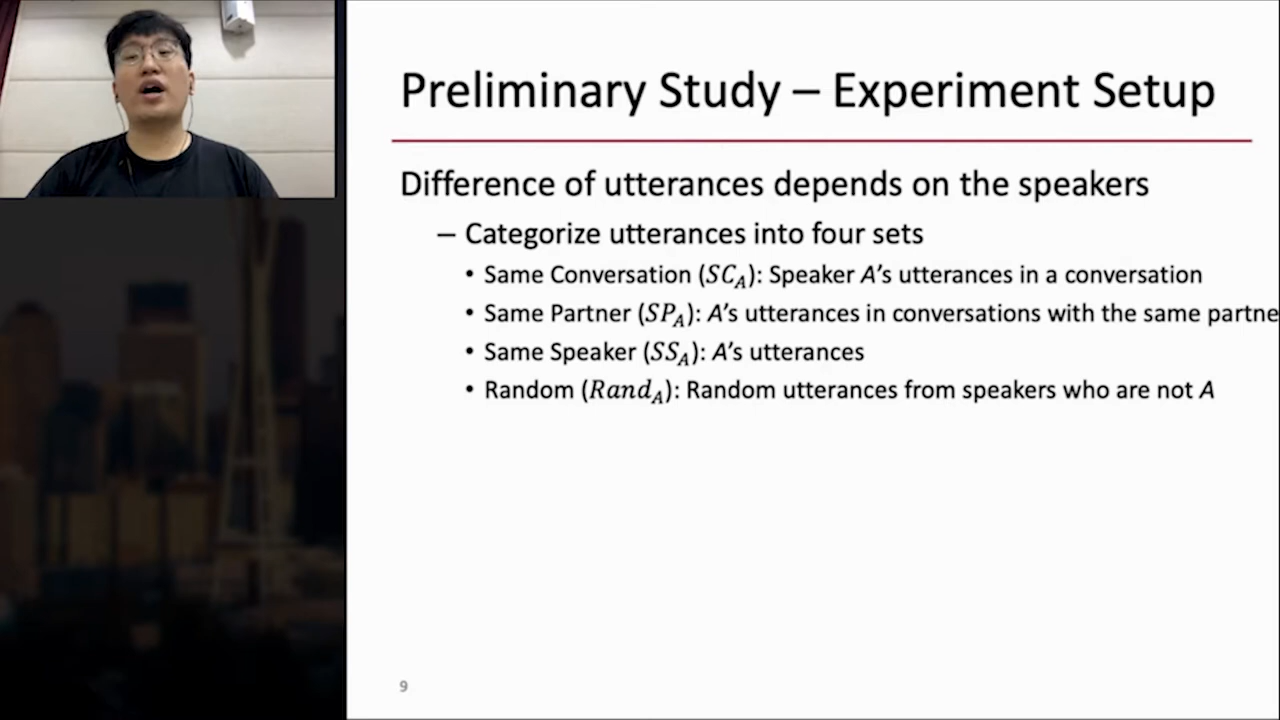 Preliminary Study – Experiment Setup
Difference of utterances depends on the speakers
– Categorize utterances into four sets
• Same Conversation (SC_A): Speaker A's utterances in a conversation
• Same Partner (SP_A): A's utterances in conversations with the same partne
• Same Speaker (SS_A): A's utterances
• Random (Rand_A): Random utterances from speakers who are not A
9